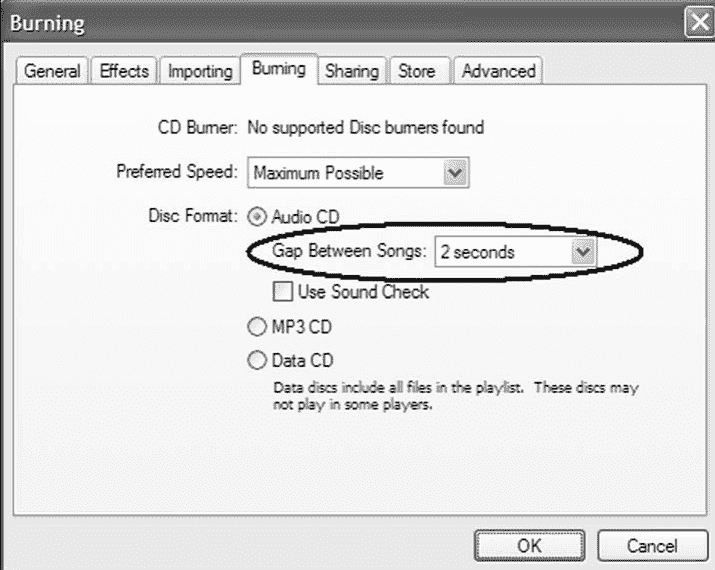 Burning
General Effects Importing Burning Sharing Store Advanced
CD Burner: No supported Disc burners found
Preferred Speed: Maximum Possible
Disc Format: Audio CD
Gap Between Songs: 2 seconds
Use Sound Check
MP3 CD
Data CD
Data discs include all files in the playlist. These discs may
not play in some players.
OK Cancel